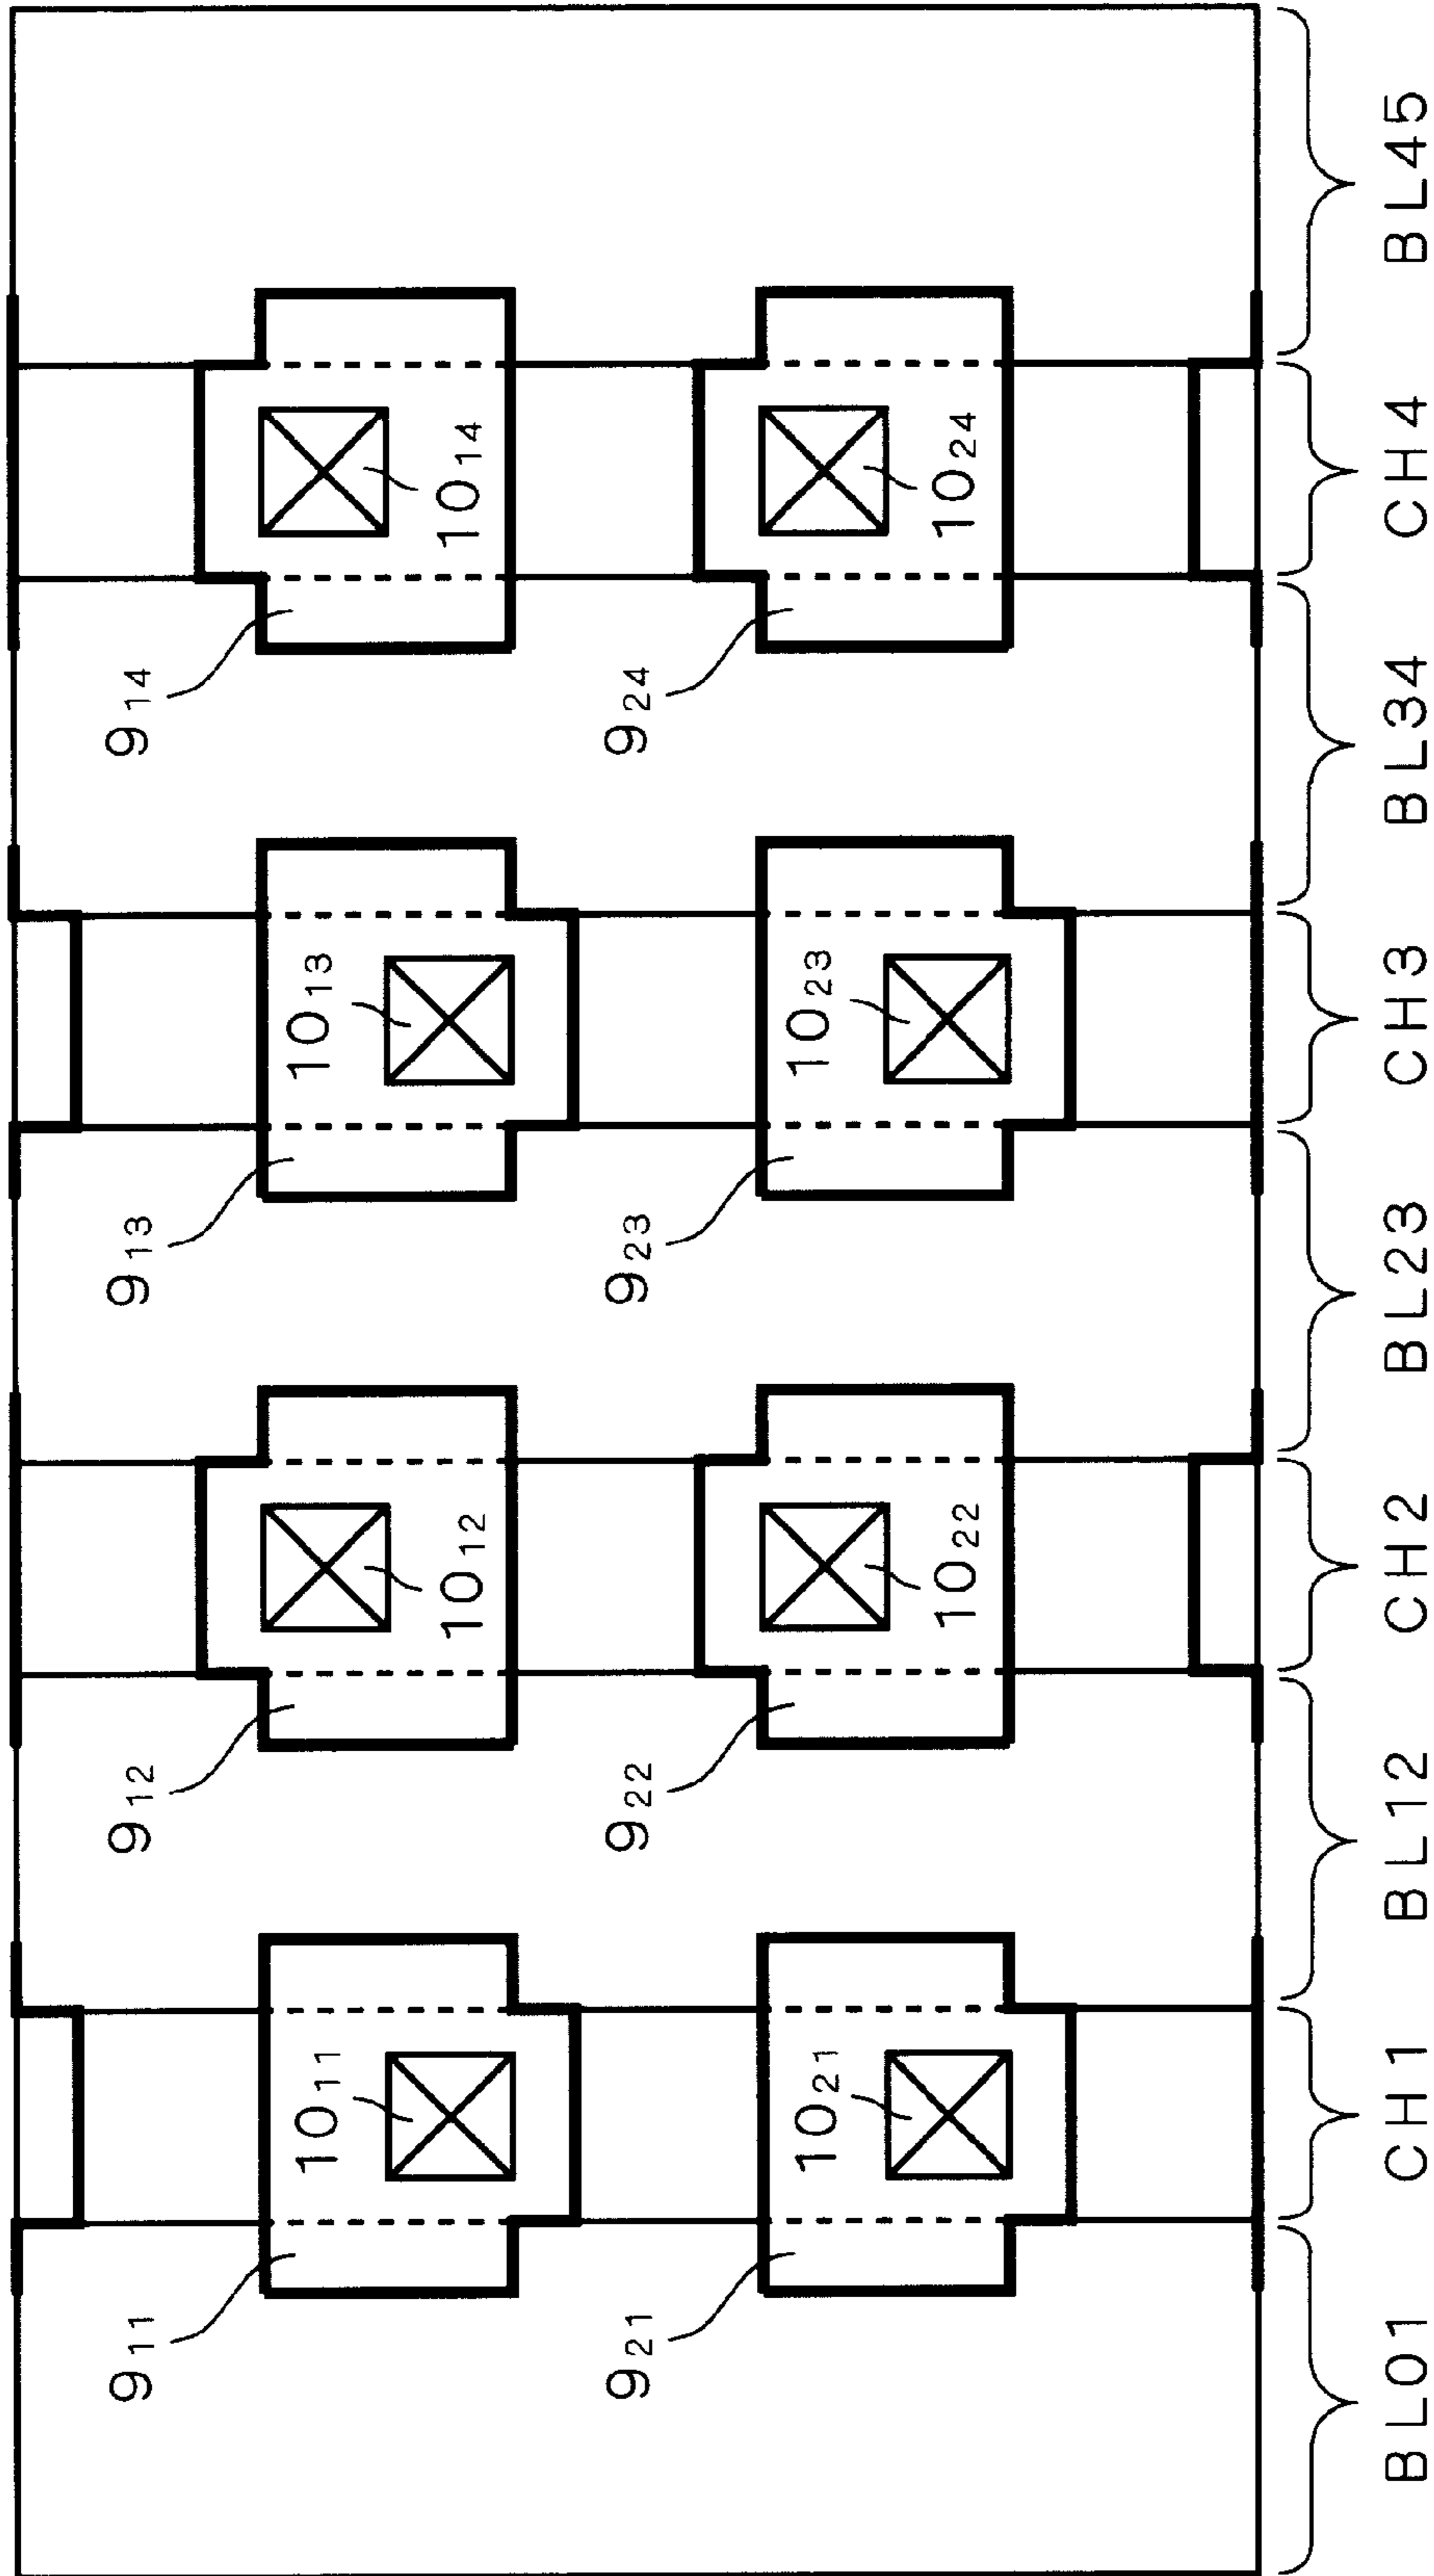 9₁₁ 10₁₁ 9₁₂ 10₁₂ 9₁₃ 10₁₃ 9₁₄ 10₁₄
9₂₁ 10₂₁ 9₂₂ 10₂₂ 9₂₃ 10₂₃ 9₂₄ 10₂₄
BL01 CH1 BL12 CH2 BL23 CH3 BL34 CH4 BL45